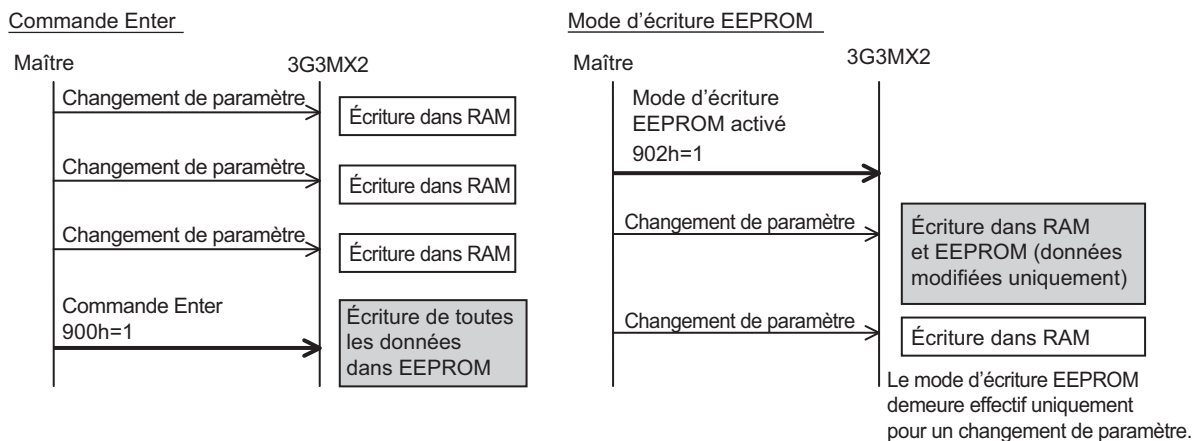 Commande Enter
Maître
3G3MX2
Changement de paramètre
Écriture dans RAM
Changement de paramètre
Écriture dans RAM
Changement de paramètre
Écriture dans RAM
Commande Enter
900h=1
Écriture de toutes
les données
dans EEPROM
Mode d'écriture EEPROM
Maître
3G3MX2
Mode d'écriture
EEPROM activé
902h=1
Changement de paramètre
Écriture dans RAM
et EEPROM (données
modifiées uniquement)
Changement de paramètre
Écriture dans RAM
Le mode d'écriture EEPROM
demeure effectif uniquement
pour un changement de paramètre.